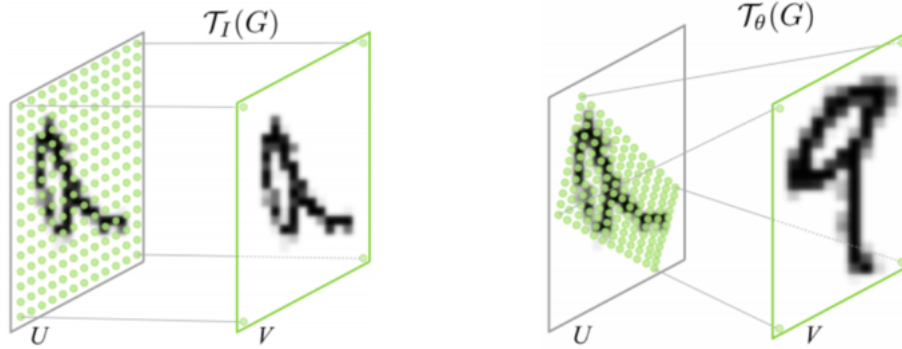 𝒯_I(G) 𝒯_θ(G)
U V U V